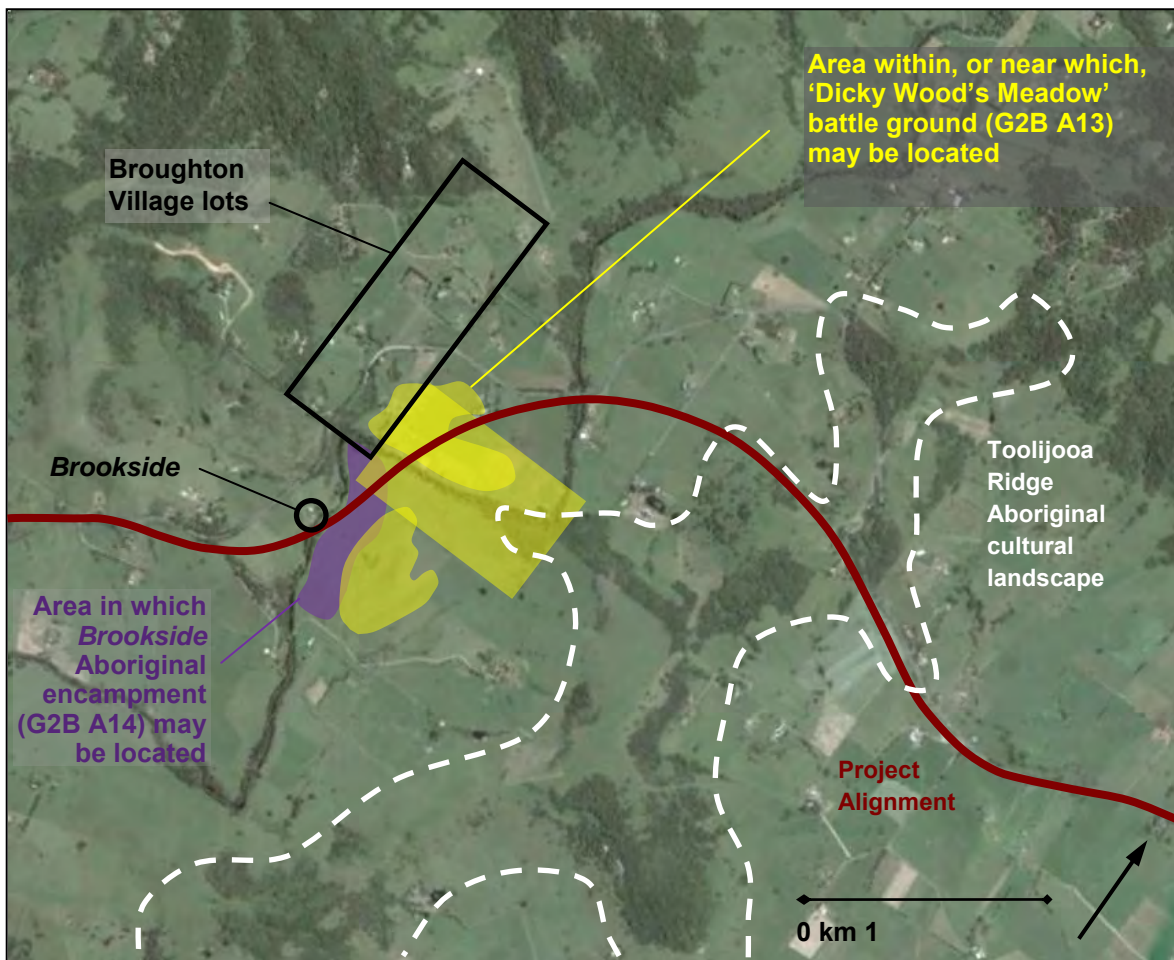 Area within, or near which,
‘Dicky Wood’s Meadow’
battle ground (G2B A13)
may be located
Broughton
Village lots
Brookside
Toolijooa
Ridge
Aboriginal
cultural
landscape
Area in which
Brookside
Aboriginal
encampment
(G2B A14) may
be located
Project
Alignment
0 km 1